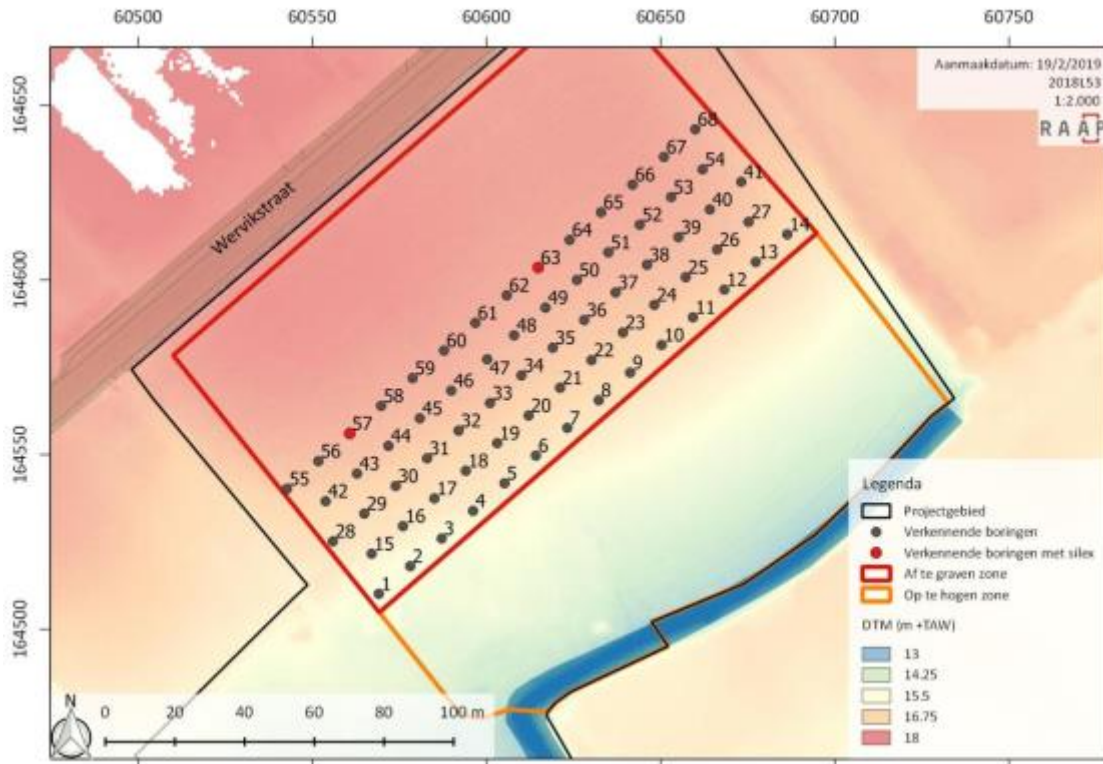 60500 60550 60600 60650 60700 60750
Aanmaakdatum: 19/2/2019
2018L53
1:2.000
RAAP
164650
164600
164550
164500
Wervikstraat
68
67 54
66 53 41
65 52 40 27
64 51 39 26 14
63 50 38 25 13
62 49 37 24 12
61 48 36 23 11
60 47 35 22 10
59 46 34 21 9
58 45 33 20 8
57 44 32 19 7
56 43 31 18 6
55 42 30 17 5
29 16 4
28 15 3
2
1
Legenda
Projectgebied
Verkennende boringen
Verkennende boringen met silex
Af te graven zone
Op te hogen zone
DTM (m +TAW)
13
14.25
15.5
16.75
18
N
0 20 40 60 80 100 m